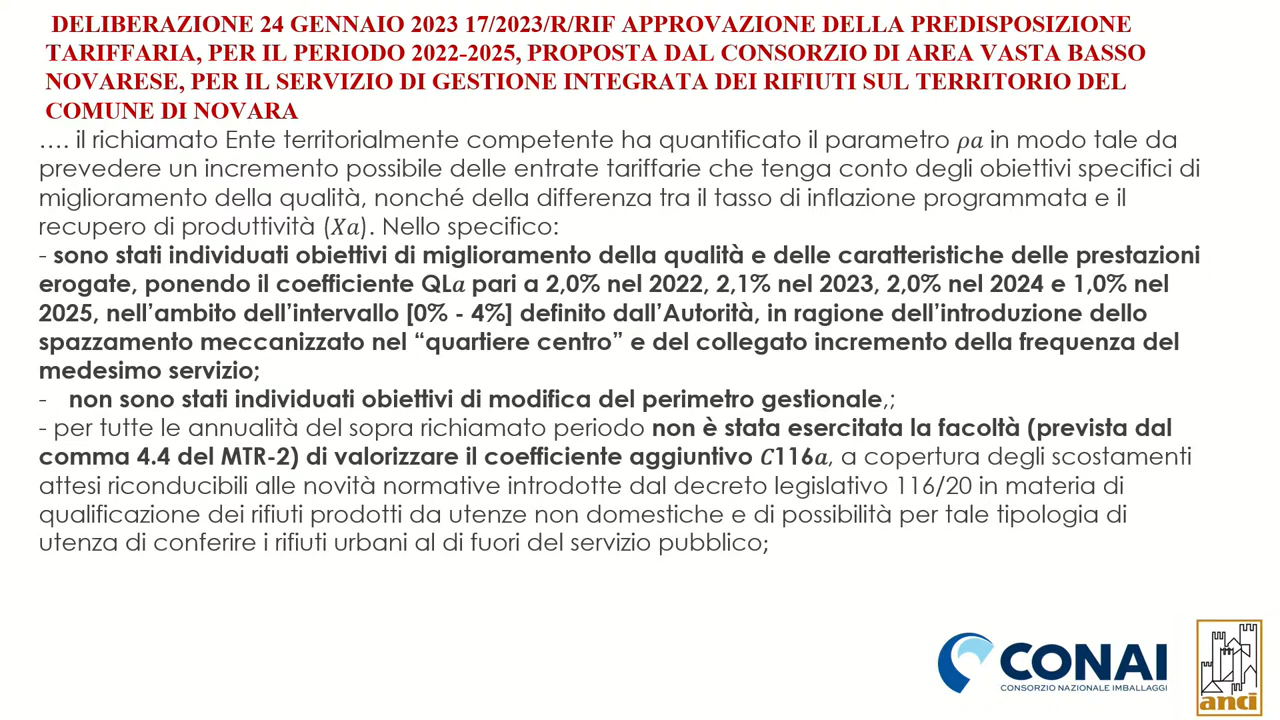 DELIBERAZIONE 24 GENNAIO 2023 17/2023/R/RIF APPROVAZIONE DELLA PREDISPOSIZIONE
TARIFFARIA, PER IL PERIODO 2022-2025, PROPOSTA DAL CONSORZIO DI AREA VASTA BASSO
NOVARESE, PER IL SERVIZIO DI GESTIONE INTEGRATA DEI RIFIUTI SUL TERRITORIO DEL
COMUNE DI NOVARA
…. il richiamato Ente territorialmente competente ha quantificato il parametro 𝜌𝑎 in modo tale da
prevedere un incremento possibile delle entrate tariffarie che tenga conto degli obiettivi specifici di
miglioramento della qualità, nonché della differenza tra il tasso di inflazione programmata e il
recupero di produttività (𝑋𝑎). Nello specifico:
- sono stati individuati obiettivi di miglioramento della qualità e delle caratteristiche delle prestazioni
erogate, ponendo il coefficiente QL𝑎 pari a 2,0% nel 2022, 2,1% nel 2023, 2,0% nel 2024 e 1,0% nel
2025, nell’ambito dell’intervallo [0% - 4%] definito dall’Autorità, in ragione dell’introduzione dello
spazzamento meccanizzato nel “quartiere centro” e del collegato incremento della frequenza del
medesimo servizio;
- non sono stati individuati obiettivi di modifica del perimetro gestionale,;
- per tutte le annualità del sopra richiamato periodo non è stata esercitata la facoltà (prevista dal
comma 4.4 del MTR-2) di valorizzare il coefficiente aggiuntivo 𝐶116𝑎, a copertura degli scostamenti
attesi riconducibili alle novità normative introdotte dal decreto legislativo 116/20 in materia di
qualificazione dei rifiuti prodotti da utenze non domestiche e di possibilità per tale tipologia di
utenza di conferire i rifiuti urbani al di fuori del servizio pubblico;
CONAI
CONSORZIO NAZIONALE IMBALLAGGI
anci